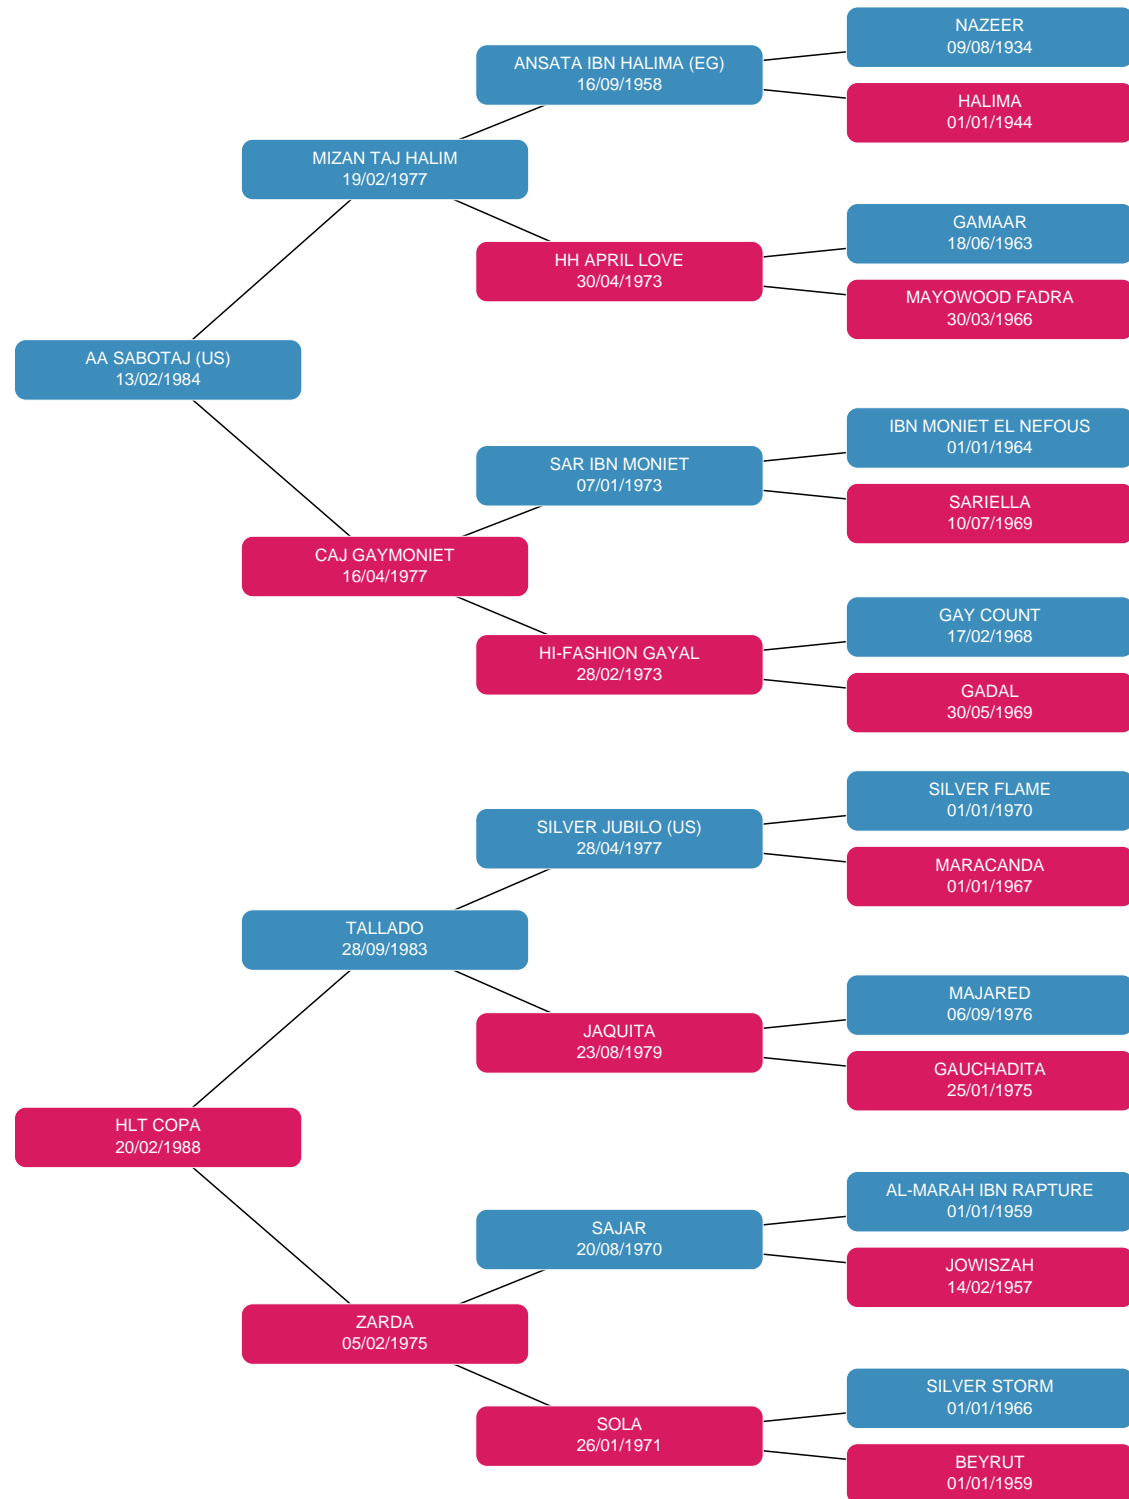 NAZEER
09/08/1934
ANSATA IBN HALIMA (EG)
16/09/1958
HALIMA
01/01/1944
MIZAN TAJ HALIM
19/02/1977
GAMAAR
18/06/1963
HH APRIL LOVE
30/04/1973
MAYOWOOD FADRA
30/03/1966
AA SABOTAJ (US)
13/02/1984
IBN MONIET EL NEFOUS
01/01/1964
SAR IBN MONIET
07/01/1973
SARIELLA
10/07/1969
CAJ GAYMONIET
16/04/1977
GAY COUNT
17/02/1968
HI-FASHION GAYAL
28/02/1973
GADAL
30/05/1969
SILVER FLAME
01/01/1970
SILVER JUBILO (US)
28/04/1977
MARACANDA
01/01/1967
TALLADO
28/09/1983
MAJARED
06/09/1976
JAQUITA
23/08/1979
GAUCHADITA
25/01/1975
HLT COPA
20/02/1988
AL-MARAH IBN RAPTURE
01/01/1959
SAJAR
20/08/1970
JOWISZAH
14/02/1957
ZARDA
05/02/1975
SILVER STORM
01/01/1966
SOLA
26/01/1971
BEYRUT
01/01/1959